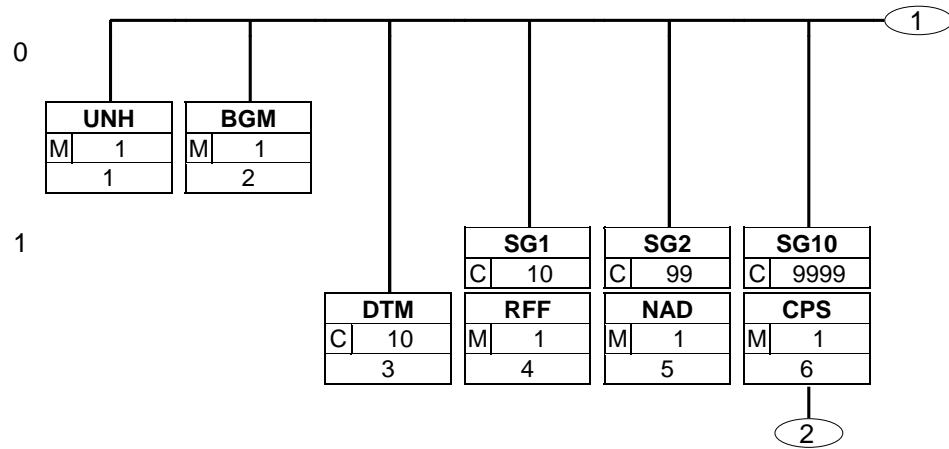 1
0
UNH BGM
M 1 M 1
1 2
1
SG1 SG2 SG10
C 10 C 99 C 9999
DTM RFF NAD CPS
C 10 M 1 M 1 M 1
3 4 5 6
2